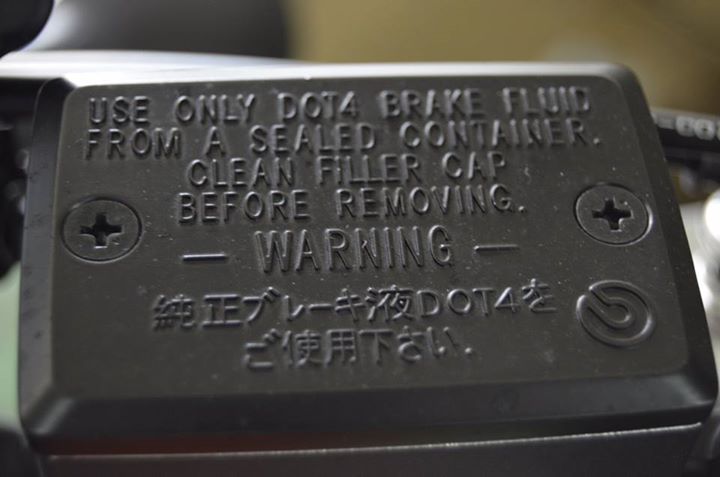 USE ONLY DOT4 BRAKE FLUID
FROM A SEALED CONTAINER.
CLEAN FILLER CAP
BEFORE REMOVING.
— WARNING —
純正ブレーキ液DOT4を
ご使用下さい.